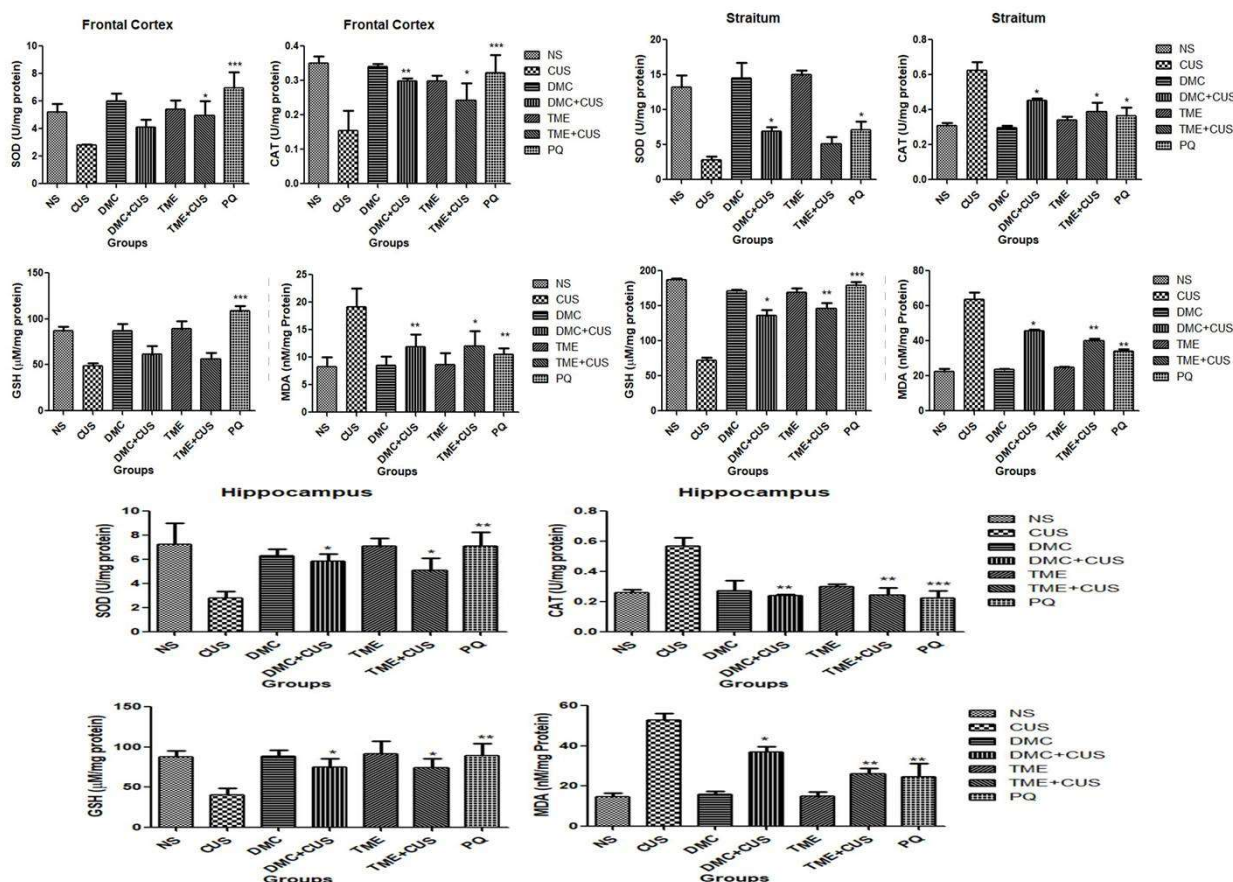 Frontal Cortex
SOD (U/mg protein)
10
8
6
4
2
0
***
*
NS
CUS
DMC
DMC+CUS
TME
TME+CUS
PQ
Groups
Frontal Cortex
CAT (U/mg protein)
0.4
0.3
0.2
0.1
0.0
**
*
***
NS
CUS
DMC
DMC+CUS
TME
TME+CUS
PQ
Groups
NS
CUS
DMC
DMC+CUS
TME
TME+CUS
PQ
Straitum
SOD (U/mg protein)
20
15
10
5
0
*
*
NS
CUS
DMC
DMC+CUS
TME
TME+CUS
PQ
Groups
Straitum
CAT (U/mg protein)
0.8
0.6
0.4
0.2
0.0
*
*
*
NS
CUS
DMC
DMC+CUS
TME
TME+CUS
PQ
Groups
NS
CUS
DMC
DMC+CUS
TME
TME+CUS
PQ
GSH (μM/mg protein)
150
100
50
0
***
NS
CUS
DMC
DMC+CUS
TME
TME+CUS
PQ
Groups
MDA (nM/mg Protein)
25
20
15
10
5
0
**
*
**
NS
CUS
DMC
DMC+CUS
TME
TME+CUS
PQ
Groups
NS
CUS
DMC
DMC+CUS
TME
TME+CUS
PQ
GSH (μM/mg protein)
200
150
100
50
0
*
**
***
NS
CUS
DMC
DMC+CUS
TME
TME+CUS
PQ
Groups
MDA (nM/mg Protein)
80
60
40
20
0
*
**
**
NS
CUS
DMC
DMC+CUS
TME
TME+CUS
PQ
Groups
NS
CUS
DMC
DMC+CUS
TME
TME+CUS
PQ
Hippocampus
SOD (U/mg protein)
10
8
6
4
2
0
*
*
**
NS
CUS
DMC
DMC+CUS
TME
TME+CUS
PQ
Groups
Hippocampus
CAT (U/mg protein)
0.8
0.6
0.4
0.2
0.0
**
**
***
NS
CUS
DMC
DMC+CUS
TME
TME+CUS
PQ
Groups
NS
CUS
DMC
DMC+CUS
TME
TME+CUS
PQ
GSH (μM/mg protein)
150
100
50
0
*
*
**
NS
CUS
DMC
DMC+CUS
TME
TME+CUS
PQ
Groups
MDA (nM/mg Protein)
60
40
20
0
*
**
**
NS
CUS
DMC
DMC+CUS
TME
TME+CUS
PQ
Groups
NS
CUS
DMC
DMC+CUS
TME
TME+CUS
PQ